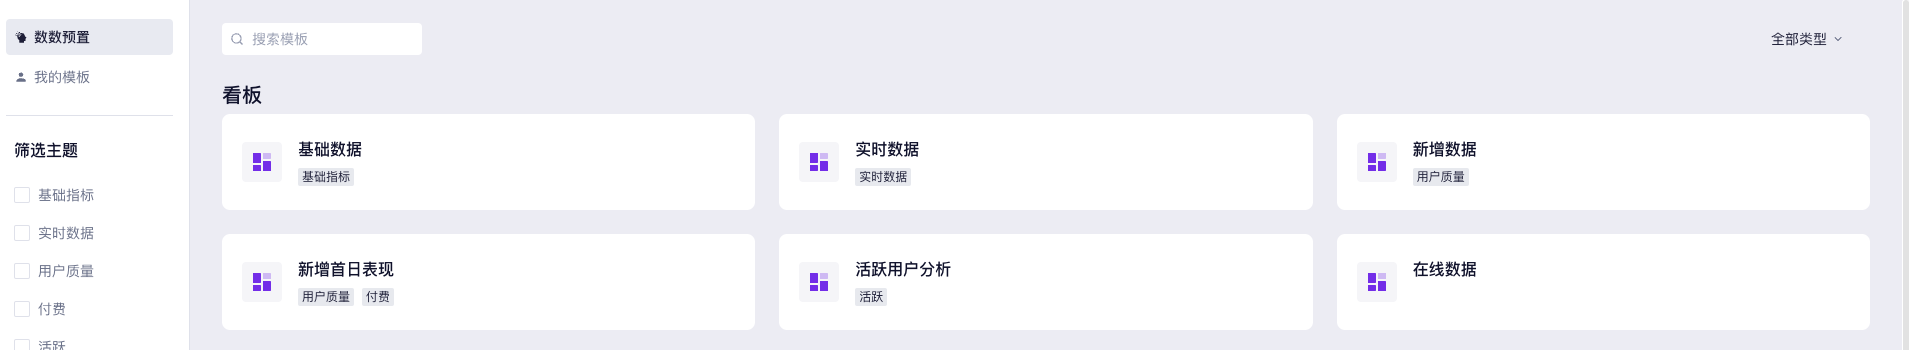 数数预置
我的模板
筛选主题
基础指标
实时数据
用户质量
付费
活跃
搜索模板
全部类型
看板
基础数据
基础指标
实时数据
实时数据
新增数据
用户质量
新增首日表现
用户质量 付费
活跃用户分析
活跃
在线数据